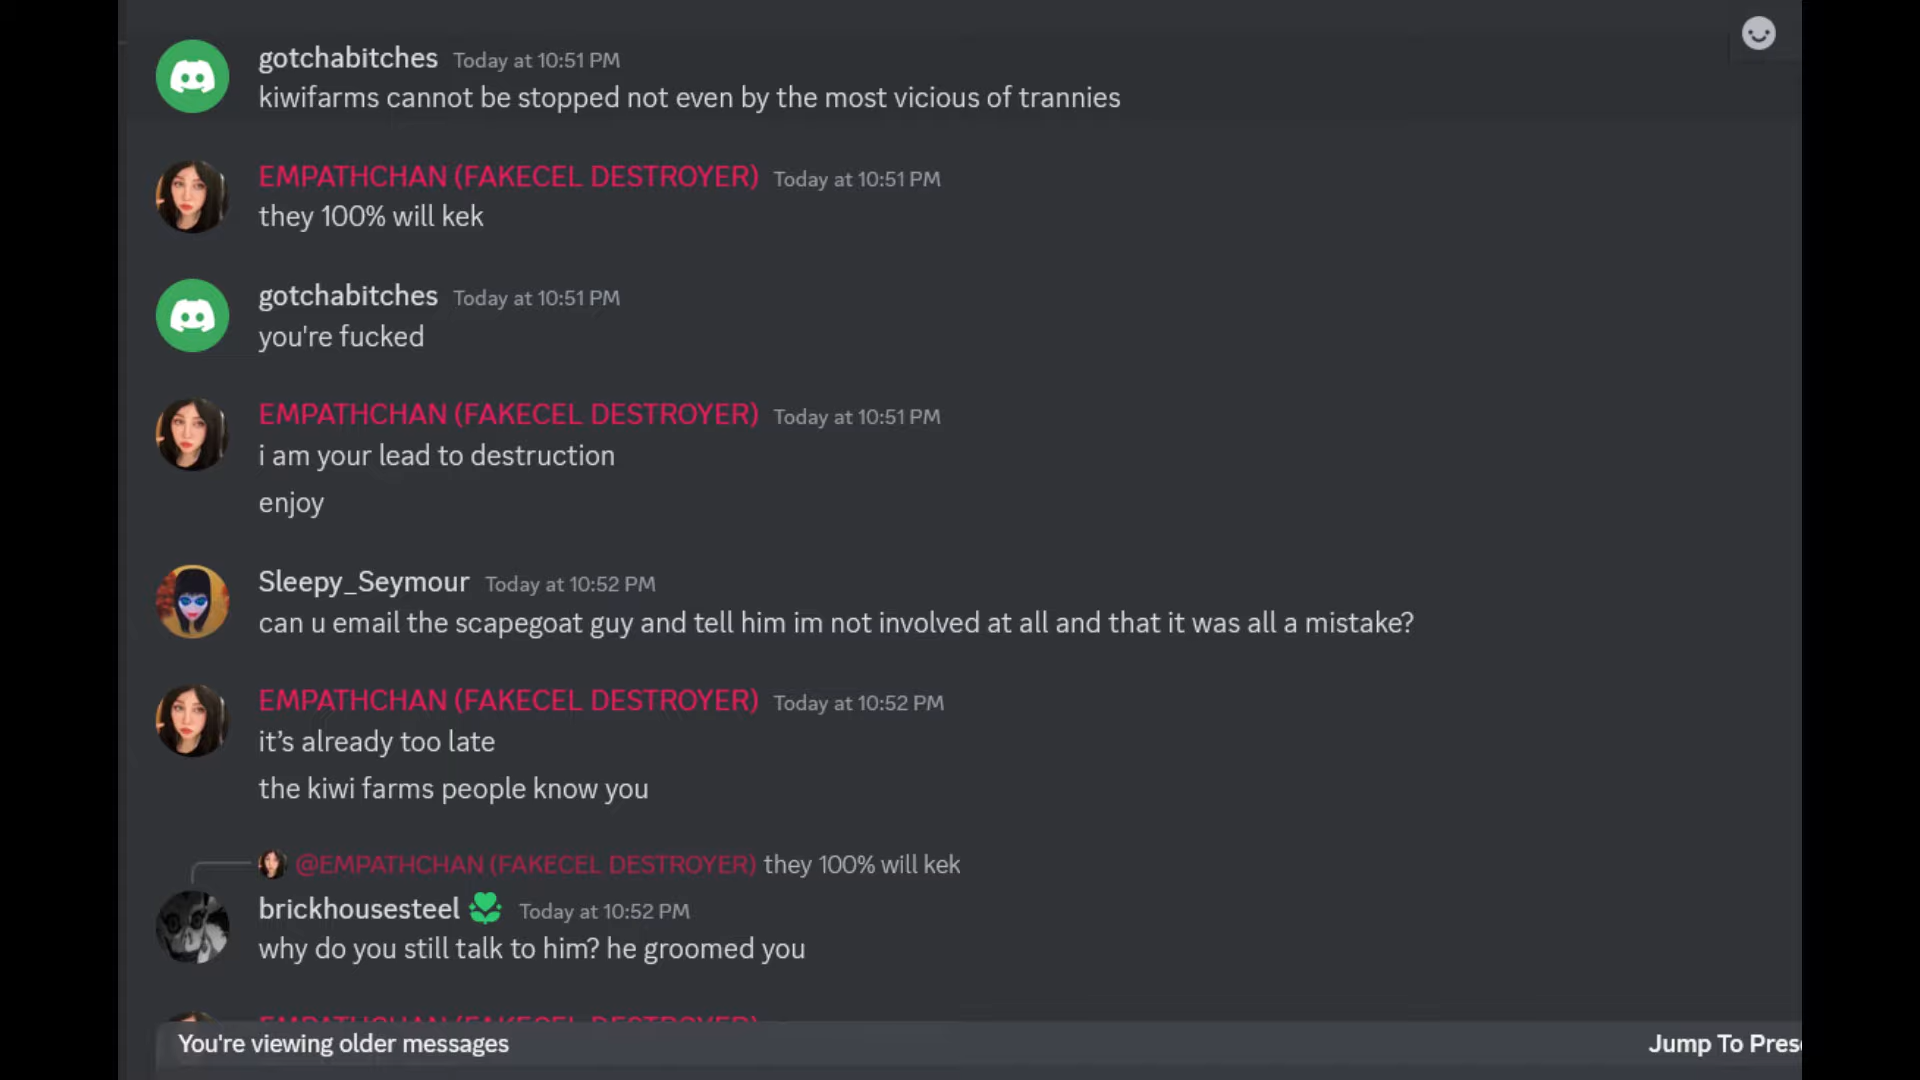 gotchabitches Today at 10:51 PM
kiwifarms cannot be stopped not even by the most vicious of trannies
EMPATHCHAN (FAKECEL DESTROYER) Today at 10:51 PM
they 100% will kek
gotchabitches Today at 10:51 PM
you're fucked
EMPATHCHAN (FAKECEL DESTROYER) Today at 10:51 PM
i am your lead to destruction
enjoy
Sleepy_Seymour Today at 10:52 PM
can u email the scapegoat guy and tell him im not involved at all and that it was all a mistake?
EMPATHCHAN (FAKECEL DESTROYER) Today at 10:52 PM
it’s already too late
the kiwi farms people know you
@EMPATHCHAN (FAKECEL DESTROYER) they 100% will kek
brickhousesteel Today at 10:52 PM
why do you still talk to him? he groomed you
EMPATHCHAN (FAKECEL DESTROYER)
You're viewing older messages Jump To Pres